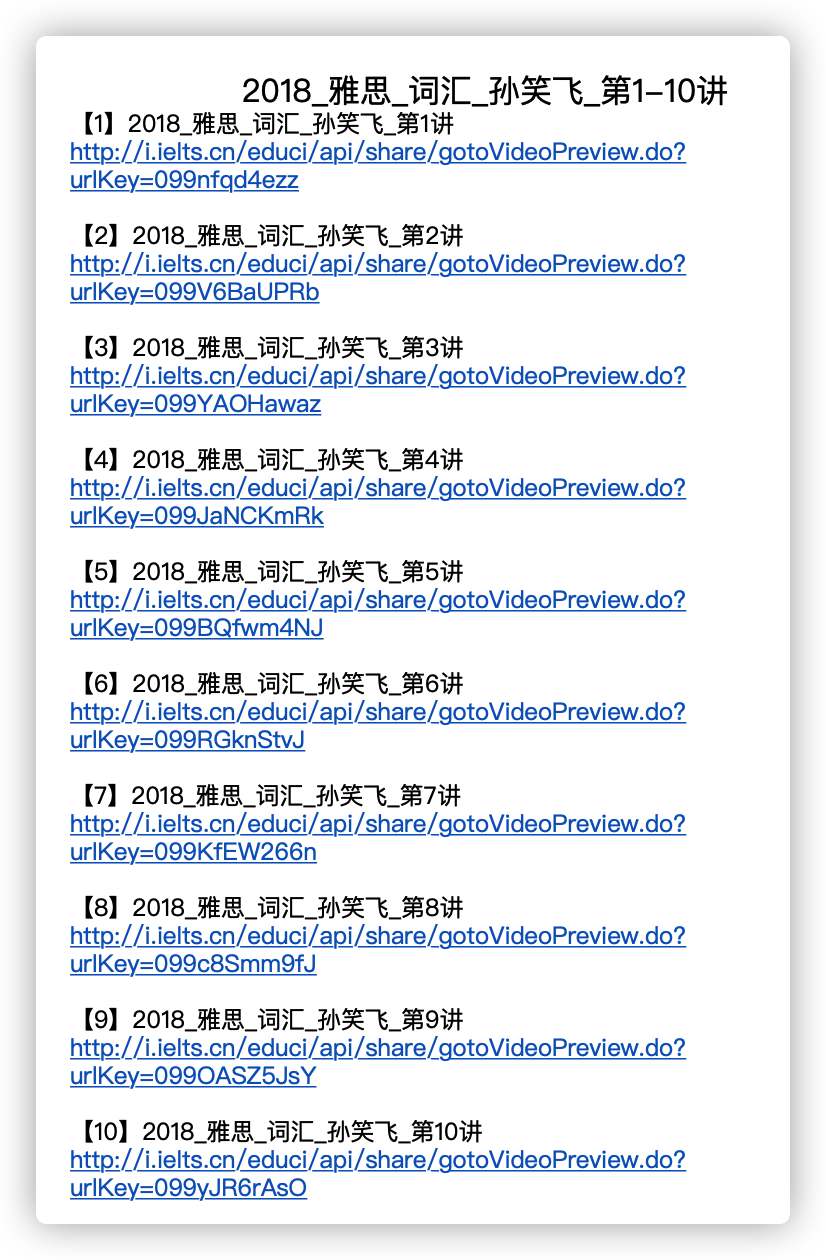 2018_雅思_词汇_孙笑飞_第1-10讲
【1】2018_雅思_词汇_孙笑飞_第1讲
http://i.ielts.cn/educi/api/share/gotoVideoPreview.do?
urlKey=099nfqd4ezz
【2】2018_雅思_词汇_孙笑飞_第2讲
http://i.ielts.cn/educi/api/share/gotoVideoPreview.do?
urlKey=099V6BaUPRb
【3】2018_雅思_词汇_孙笑飞_第3讲
http://i.ielts.cn/educi/api/share/gotoVideoPreview.do?
urlKey=099YAOHawaz
【4】2018_雅思_词汇_孙笑飞_第4讲
http://i.ielts.cn/educi/api/share/gotoVideoPreview.do?
urlKey=099JaNCKmRk
【5】2018_雅思_词汇_孙笑飞_第5讲
http://i.ielts.cn/educi/api/share/gotoVideoPreview.do?
urlKey=099BQfwm4NJ
【6】2018_雅思_词汇_孙笑飞_第6讲
http://i.ielts.cn/educi/api/share/gotoVideoPreview.do?
urlKey=099RGknStvJ
【7】2018_雅思_词汇_孙笑飞_第7讲
http://i.ielts.cn/educi/api/share/gotoVideoPreview.do?
urlKey=099KfEW266n
【8】2018_雅思_词汇_孙笑飞_第8讲
http://i.ielts.cn/educi/api/share/gotoVideoPreview.do?
urlKey=099c8Smm9fJ
【9】2018_雅思_词汇_孙笑飞_第9讲
http://i.ielts.cn/educi/api/share/gotoVideoPreview.do?
urlKey=099OASZ5JsY
【10】2018_雅思_词汇_孙笑飞_第10讲
http://i.ielts.cn/educi/api/share/gotoVideoPreview.do?
urlKey=099yJR6rAsO